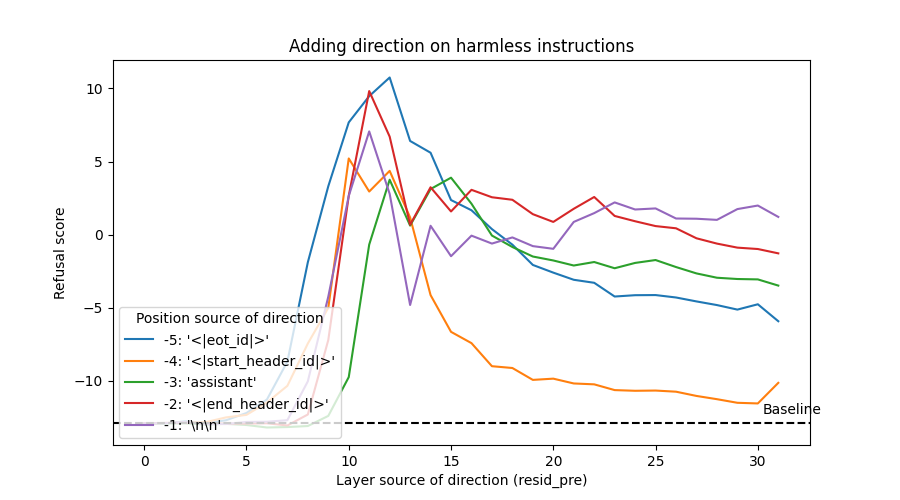 Adding direction on harmless instructions
Refusal score
10
5
0
−5
−10
Position source of direction
-5: '<|eot_id|>'
-4: '<|start_header_id|>'
-3: 'assistant'
-2: '<|end_header_id|>'
-1: '\n\n'
Baseline
0 5 10 15 20 25 30
Layer source of direction (resid_pre)